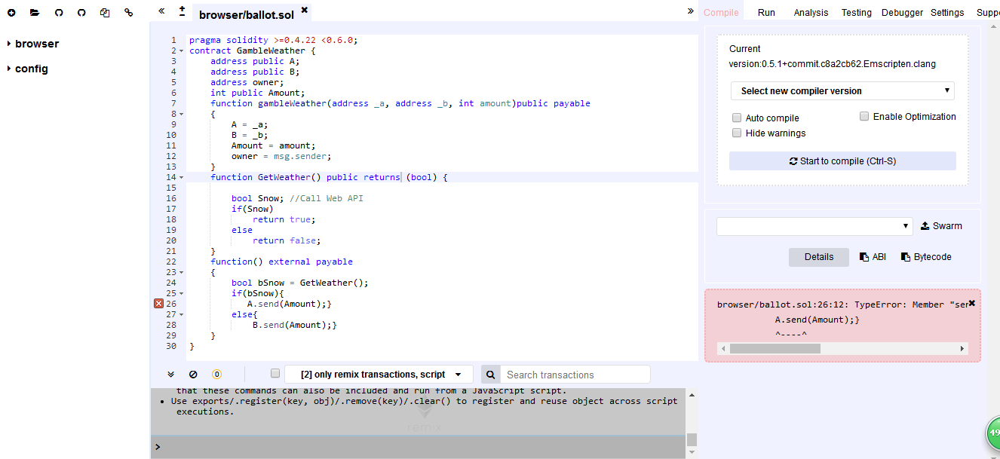 browser/ballot.sol
Compile
Run
Analysis
Testing
Debugger
Settings
browser
config
1 pragma solidity >=0.4.22 <0.6.0;
2 contract GambleWeather {
3 address public A;
4 address public B;
5 address owner;
6 int public Amount;
7 function gambleWeather(address _a, address _b, int amount)public payable
8 {
9 A = _a;
10 B = _b;
11 Amount = amount;
12 owner = msg.sender;
13 }
14 function GetWeather() public returns (bool) {
15
16 bool Snow; //Call Web API
17 if(Snow)
18 return true;
19 else
20 return false;
21 }
22 function() external payable
23 {
24 bool bSnow = GetWeather();
25 if(bSnow){
26 A.send(Amount);}
27 else{
28 B.send(Amount);}
29 }
30 }
Current
version:0.5.1+commit.c8a2cb62.Emscripten.clang
Select new compiler version
Auto compile
Enable Optimization
Hide warnings
Start to compile (Ctrl-S)
Swarm
Details
ABI
Bytecode
browser/ballot.sol:26:12: TypeError: Member "ser
A.send(Amount);}
^----^
0
[2] only remix transactions, script
Search transactions
that these commands can also be included and run from a JavaScript script.
• Use exports/.register(key, obj)/.remove(key)/.clear() to register and reuse object across script
executions.
remix
>
49